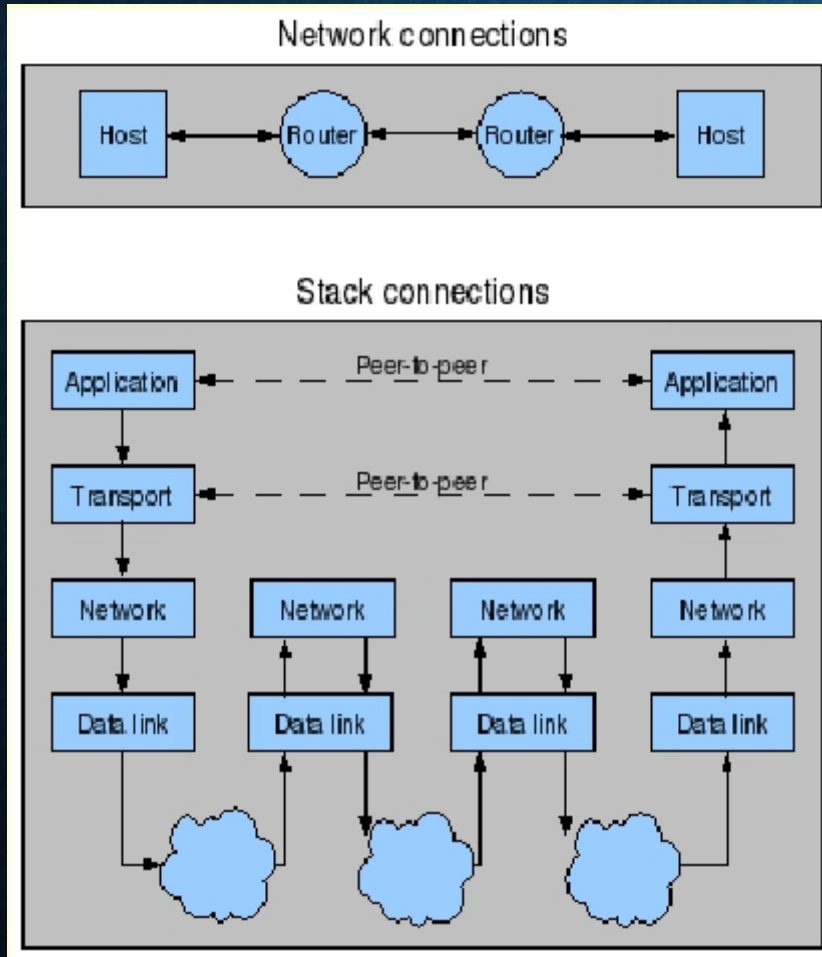 Network connections
Host Router Router Host
Stack connections
Application Peer-to-peer Application
Transport Peer-to-peer Transport
Network Network Network Network
Data link Data link Data link Data link